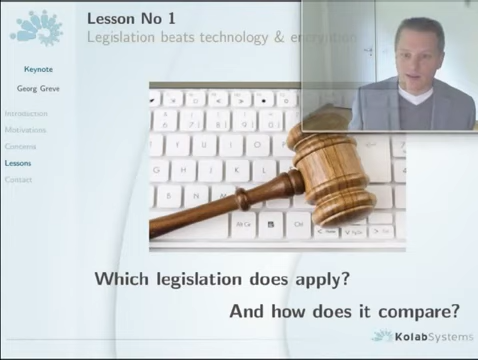 Lesson No 1
Legislation beats technology & encryption
Keynote
Georg Greve
Introduction
Motivations
Concerns
Lessons
Contact
Which legislation does apply?
And how does it compare?
KolabSystems